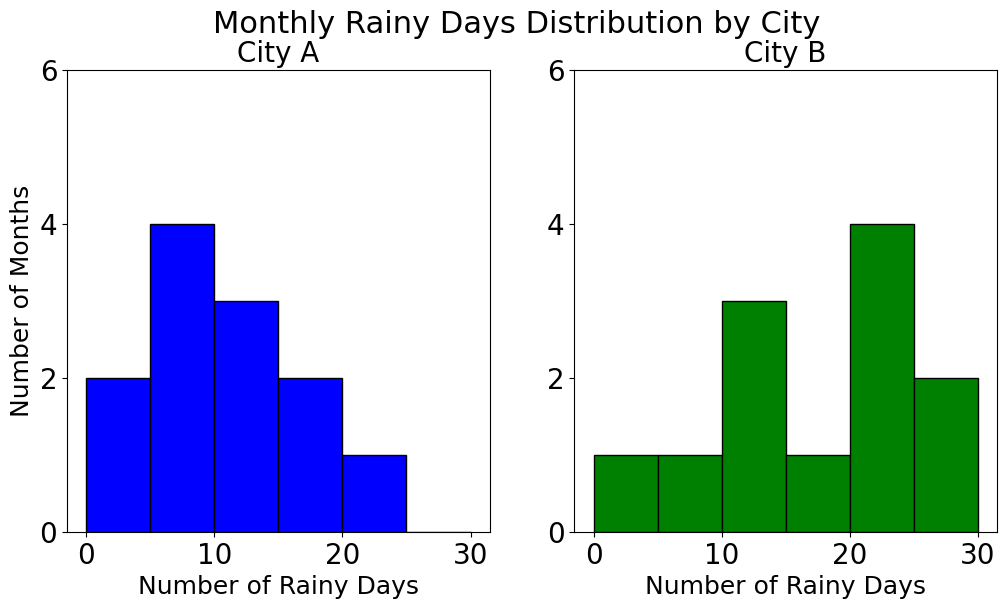 Monthly Rainy Days Distribution by City
City A
6
4
2
0
Number of Months
0 10 20 30
Number of Rainy Days
City B
6
4
2
0
0 10 20 30
Number of Rainy Days